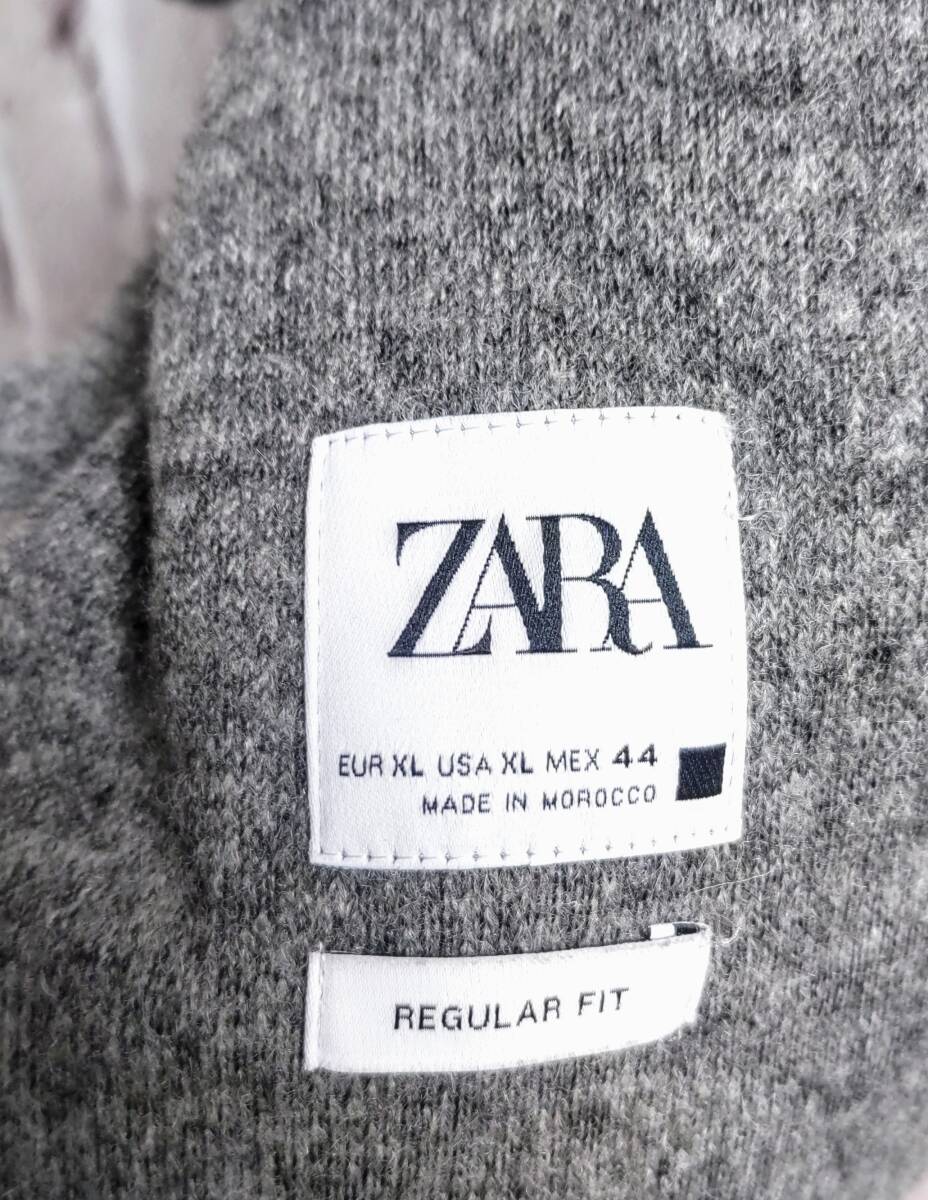 ZARA
EUR XL USA XL MEX 44
MADE IN MOROCCO
REGULAR FIT